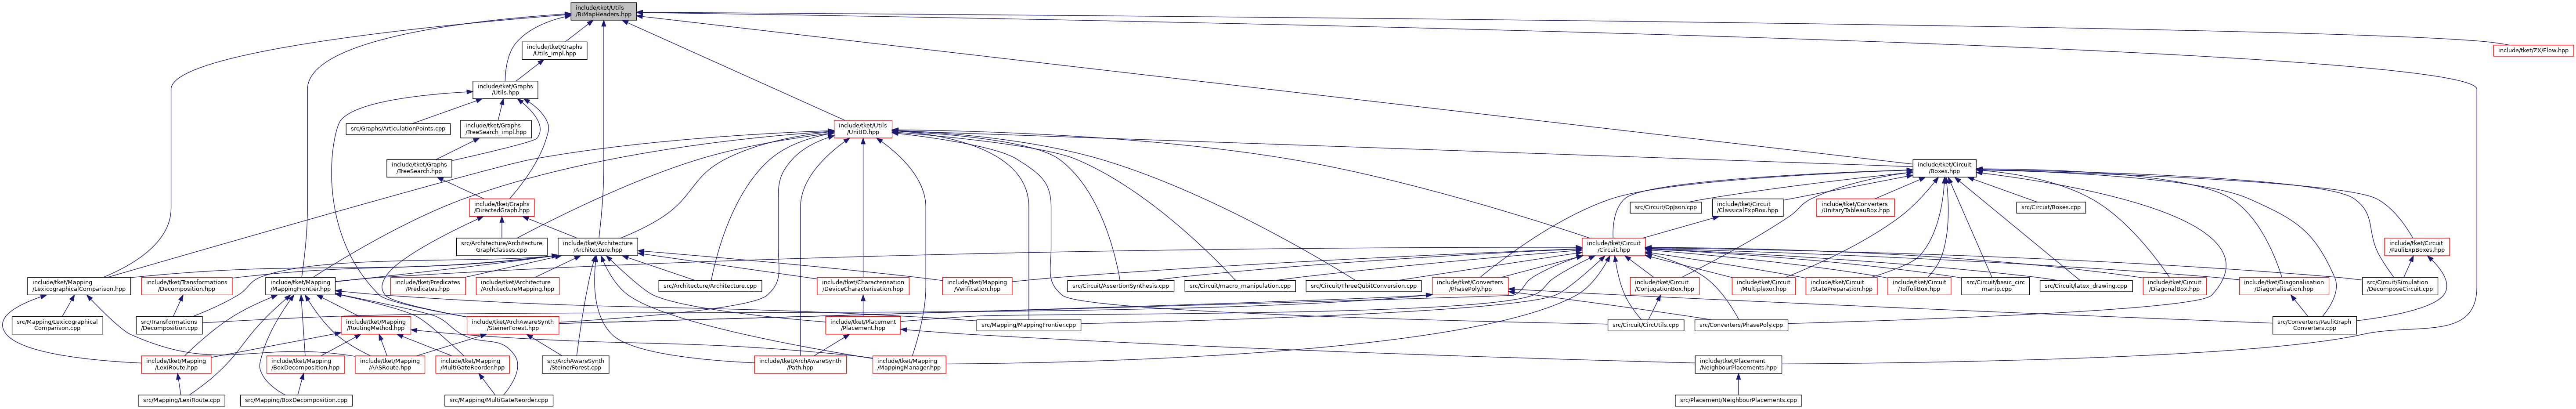 include/tket/Utils
/BiMapHeaders.hpp
include/tket/Graphs
/Utils_impl.hpp
include/tket/ZX/Flow.hpp
include/tket/Graphs
/Utils.hpp
src/Graphs/ArticulationPoints.cpp
include/tket/Graphs
/TreeSearch_impl.hpp
include/tket/Utils
/UnitID.hpp
include/tket/Graphs
/TreeSearch.hpp
include/tket/Circuit
/Boxes.hpp
include/tket/Graphs
/DirectedGraph.hpp
src/Circuit/OpJson.cpp
include/tket/Circuit
/ClassicalExpBox.hpp
include/tket/Converters
/UnitaryTableauBox.hpp
src/Circuit/Boxes.cpp
src/Architecture/Architecture
GraphClasses.cpp
include/tket/Architecture
/Architecture.hpp
include/tket/Circuit
/Circuit.hpp
include/tket/Circuit
/PauliExpBoxes.hpp
include/tket/Mapping
/LexicographicalComparison.hpp
include/tket/Transformations
/Decomposition.hpp
include/tket/Mapping
/MappingFrontier.hpp
include/tket/Predicates
/Predicates.hpp
include/tket/Architecture
/ArchitectureMapping.hpp
src/Architecture/Architecture.cpp
include/tket/Characterisation
/DeviceCharacterisation.hpp
include/tket/Mapping
/Verification.hpp
src/Circuit/AssertionSynthesis.cpp
src/Circuit/macro_manipulation.cpp
src/Circuit/ThreeQubitConversion.cpp
include/tket/Converters
/PhasePoly.hpp
include/tket/Circuit
/ConjugationBox.hpp
include/tket/Circuit
/Multiplexor.hpp
include/tket/Circuit
/StatePreparation.hpp
include/tket/Circuit
/ToffoliBox.hpp
src/Circuit/basic_circ
_manip.cpp
src/Circuit/latex_drawing.cpp
include/tket/Circuit
/DiagonalBox.hpp
include/tket/Diagonalisation
/Diagonalisation.hpp
src/Circuit/Simulation
/DecomposeCircuit.cpp
src/Mapping/Lexicographical
Comparison.cpp
src/Transformations
/Decomposition.cpp
include/tket/Mapping
/RoutingMethod.hpp
include/tket/ArchAwareSynth
/SteinerForest.hpp
include/tket/Placement
/Placement.hpp
src/Mapping/MappingFrontier.cpp
src/Circuit/CircUtils.cpp
src/Converters/PhasePoly.cpp
src/Converters/PauliGraph
Converters.cpp
include/tket/Mapping
/LexiRoute.hpp
include/tket/Mapping
/BoxDecomposition.hpp
include/tket/Mapping
/AASRoute.hpp
include/tket/Mapping
/MultiGateReorder.hpp
src/ArchAwareSynth
/SteinerForest.cpp
include/tket/ArchAwareSynth
/Path.hpp
include/tket/Mapping
/MappingManager.hpp
include/tket/Placement
/NeighbourPlacements.hpp
src/Mapping/LexiRoute.cpp
src/Mapping/BoxDecomposition.cpp
src/Mapping/MultiGateReorder.cpp
src/Placement/NeighbourPlacements.cpp